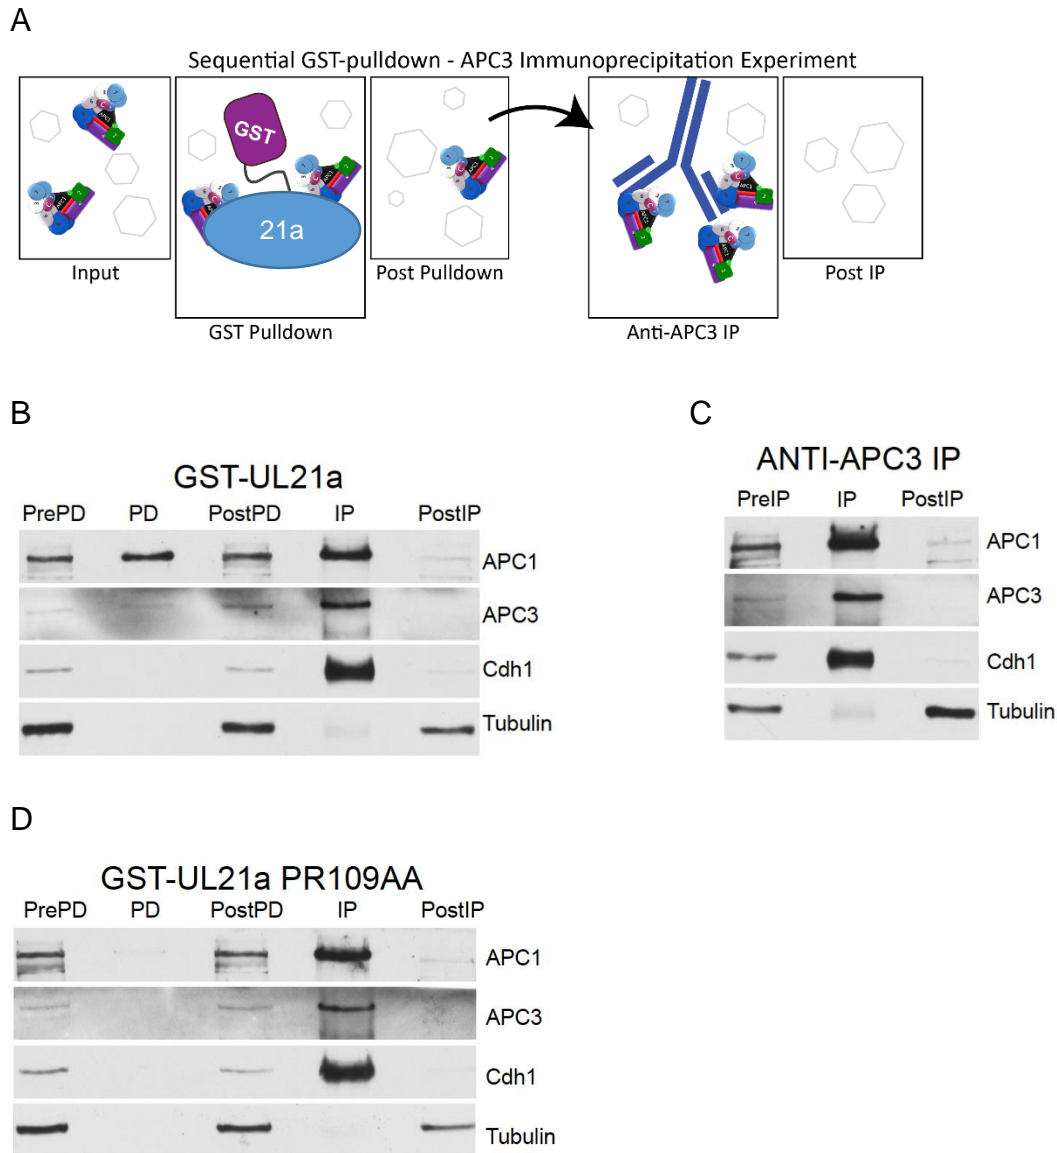 A
Sequential GST-pulldown - APC3 Immunoprecipitation Experiment
GST
21a
Input
GST Pulldown
Post Pulldown
Anti-APC3 IP
Post IP
B
GST-UL21a
PrePD PD PostPD IP PostIP
APC1
APC3
Cdh1
Tubulin
C
ANTI-APC3 IP
PreIP IP PostIP
APC1
APC3
Cdh1
Tubulin
D
GST-UL21a PR109AA
PrePD PD PostPD IP PostIP
APC1
APC3
Cdh1
Tubulin